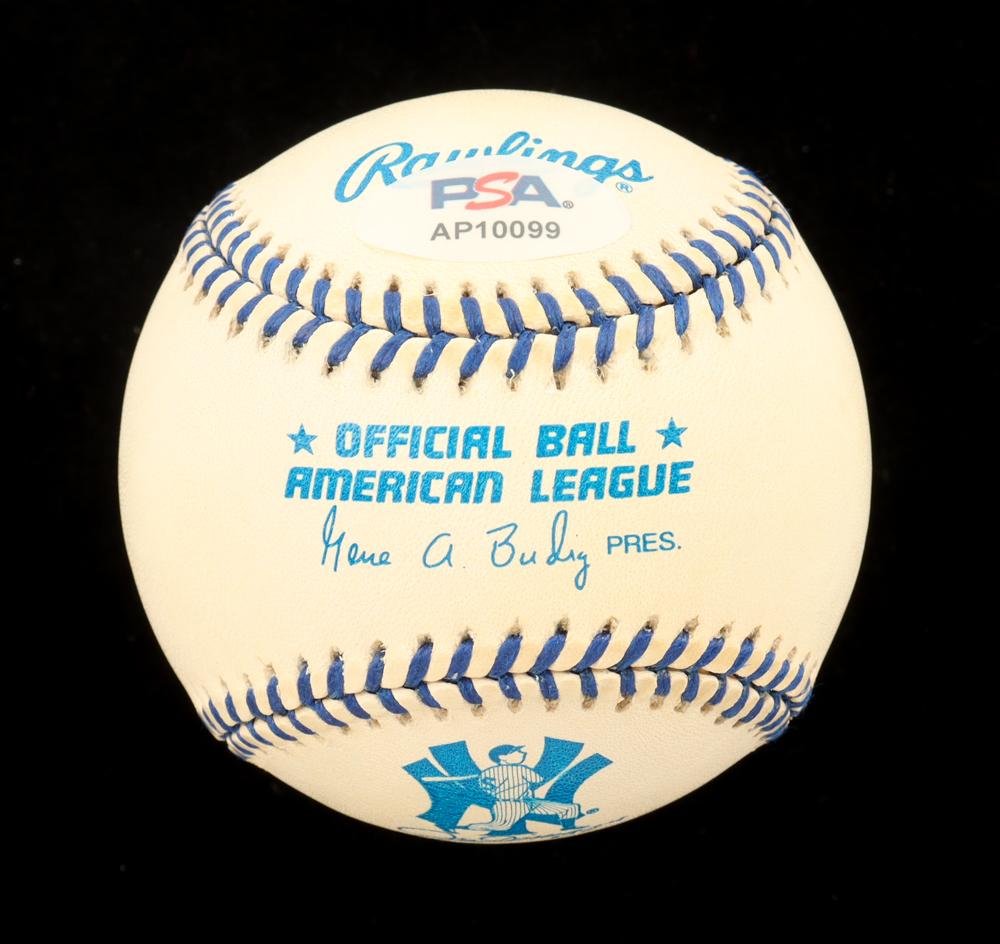 Rawlings ®
PSA ®
AP10099
★ OFFICIAL BALL ★
AMERICAN LEAGUE
Gene A. Budig PRES.